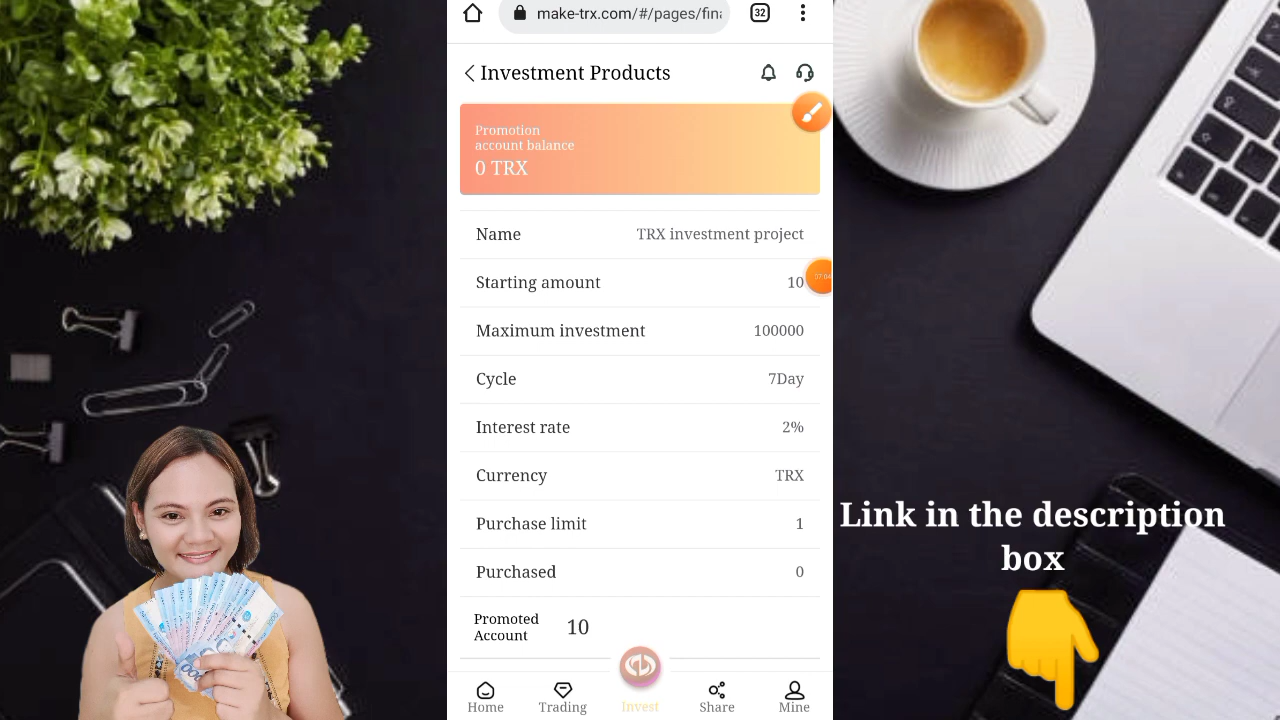 make-trx.com/#/pages/fina
32
Investment Products
Promotion
account balance
0 TRX
Name TRX investment project
Starting amount 10
Maximum investment 100000
Cycle 7Day
Interest rate 2%
Currency TRX
Purchase limit 1
Purchased 0
Promoted
Account 10
Home Trading Invest Share Mine
Link in the description
box